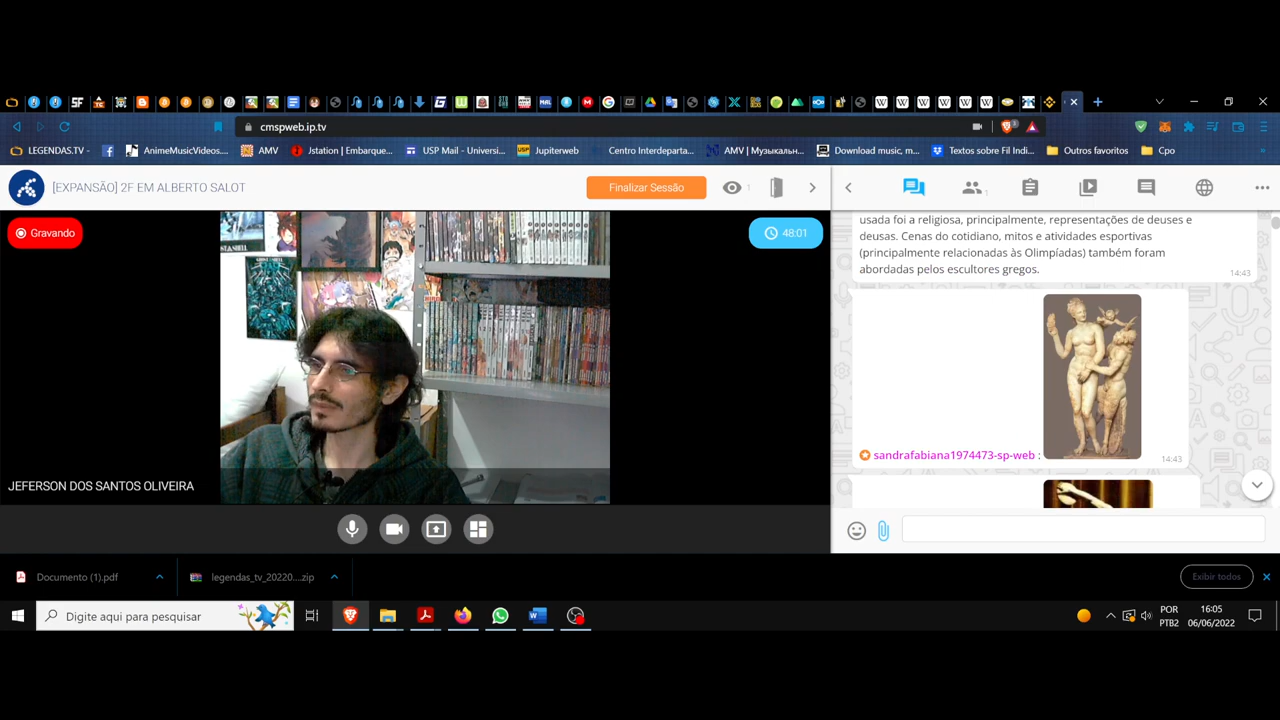 cmspweb.ip.tv
LEGENDAS.TV -
AnimeMusicVideos...
AMV
Jstation | Embarque...
USP Mail - Universi...
Jupiterweb
Centro Interdeparta...
AMV | Музыкальн...
Download music, m...
Textos sobre Fil Indi...
Outros favoritos
Cpo
[EXPANSÃO] 2F EM ALBERTO SALOT
Finalizar Sessão
1
1
Gravando
48:01
JEFERSON DOS SANTOS OLIVEIRA
usada foi a religiosa, principalmente, representações de deuses e
deusas. Cenas do cotidiano, mitos e atividades esportivas
(principalmente relacionadas às Olimpíadas) também foram
abordadas pelos escultores gregos.
14:43
sandrafabiana1974473-sp-web :
14:43
Documento (1).pdf
legendas_tv_20220....zip
Exibir todos
Digite aqui para pesquisar
POR
PTB2
16:05
06/06/2022